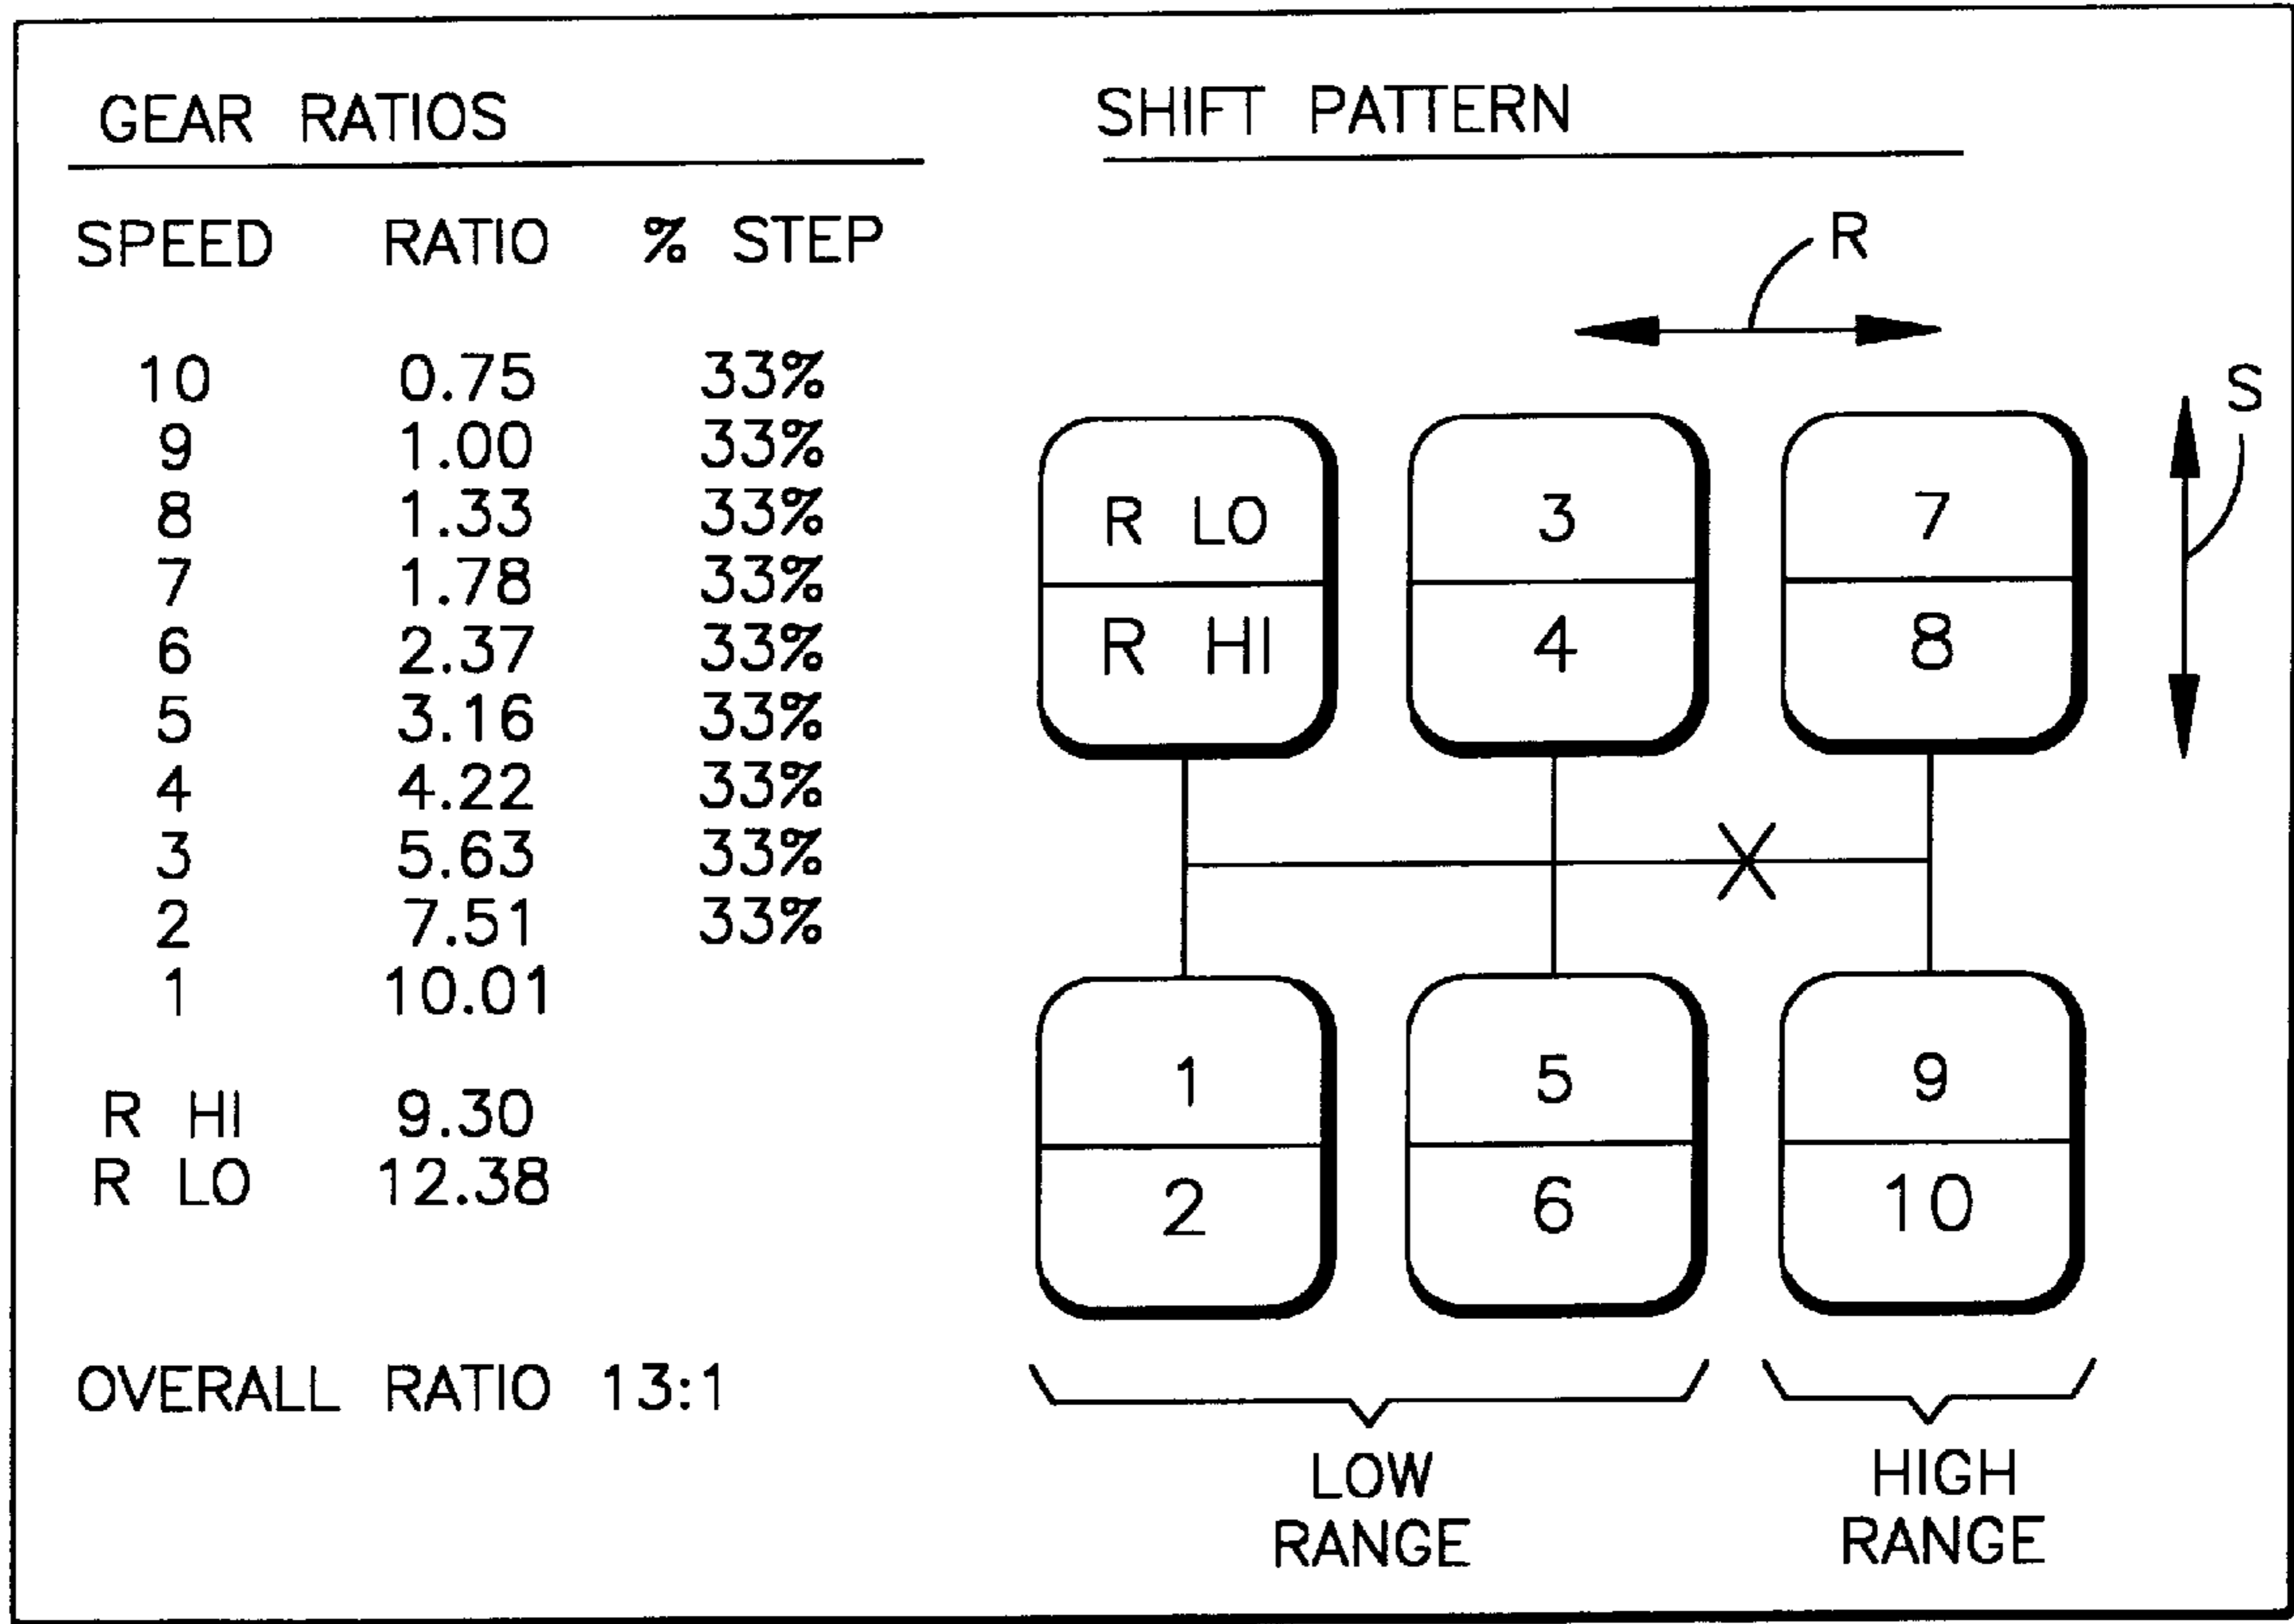 GEAR RATIOS
SPEED RATIO % STEP
10 0.75 33%
9 1.00 33%
8 1.33 33%
7 1.78 33%
6 2.37 33%
5 3.16 33%
4 4.22 33%
3 5.63 33%
2 7.51 33%
1 10.01
R HI 9.30
R LO 12.38
OVERALL RATIO 13:1
SHIFT PATTERN
R
S
R LO 3 7
R HI 4 8
X
1 5 9
2 6 10
LOW HIGH
RANGE RANGE